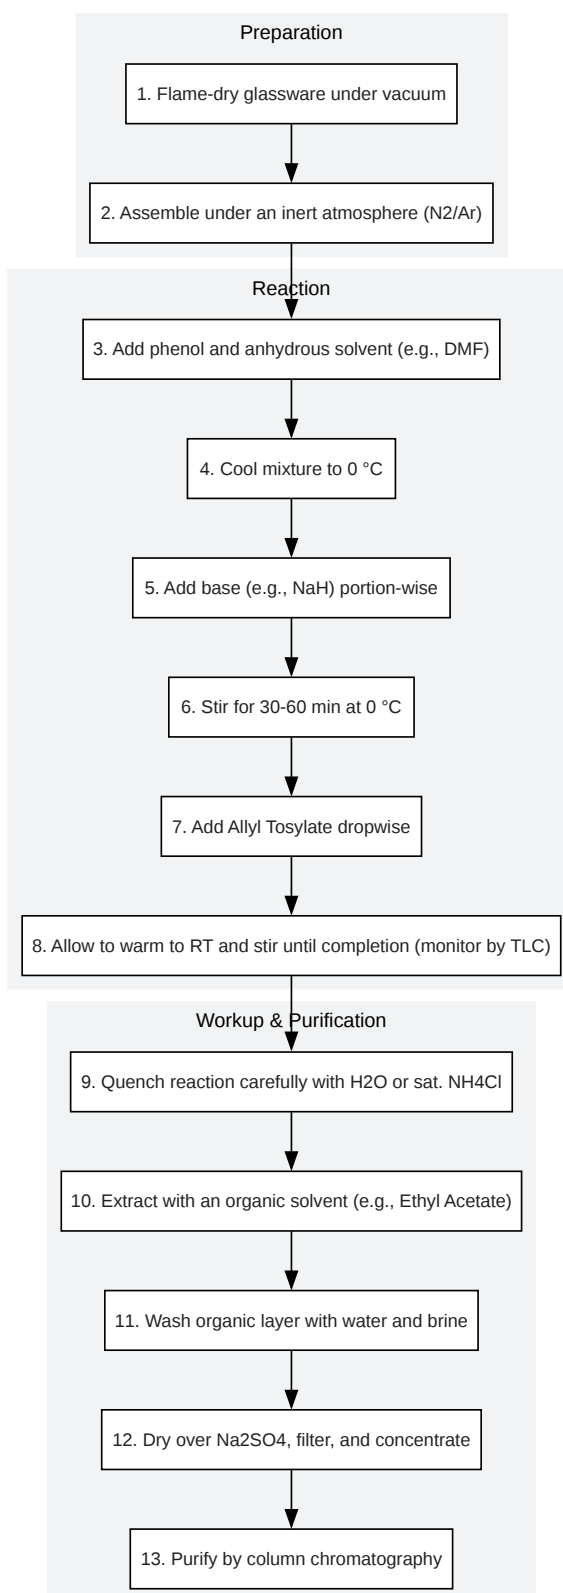 Preparation
1. Flame-dry glassware under vacuum
2. Assemble under an inert atmosphere (N2/Ar)
Reaction
3. Add phenol and anhydrous solvent (e.g., DMF)
4. Cool mixture to 0 °C
5. Add base (e.g., NaH) portion-wise
6. Stir for 30-60 min at 0 °C
7. Add Allyl Tosylate dropwise
8. Allow to warm to RT and stir until completion (monitor by TLC)
Workup & Purification
9. Quench reaction carefully with H2O or sat. NH4Cl
10. Extract with an organic solvent (e.g., Ethyl Acetate)
11. Wash organic layer with water and brine
12. Dry over Na2SO4, filter, and concentrate
13. Purify by column chromatography